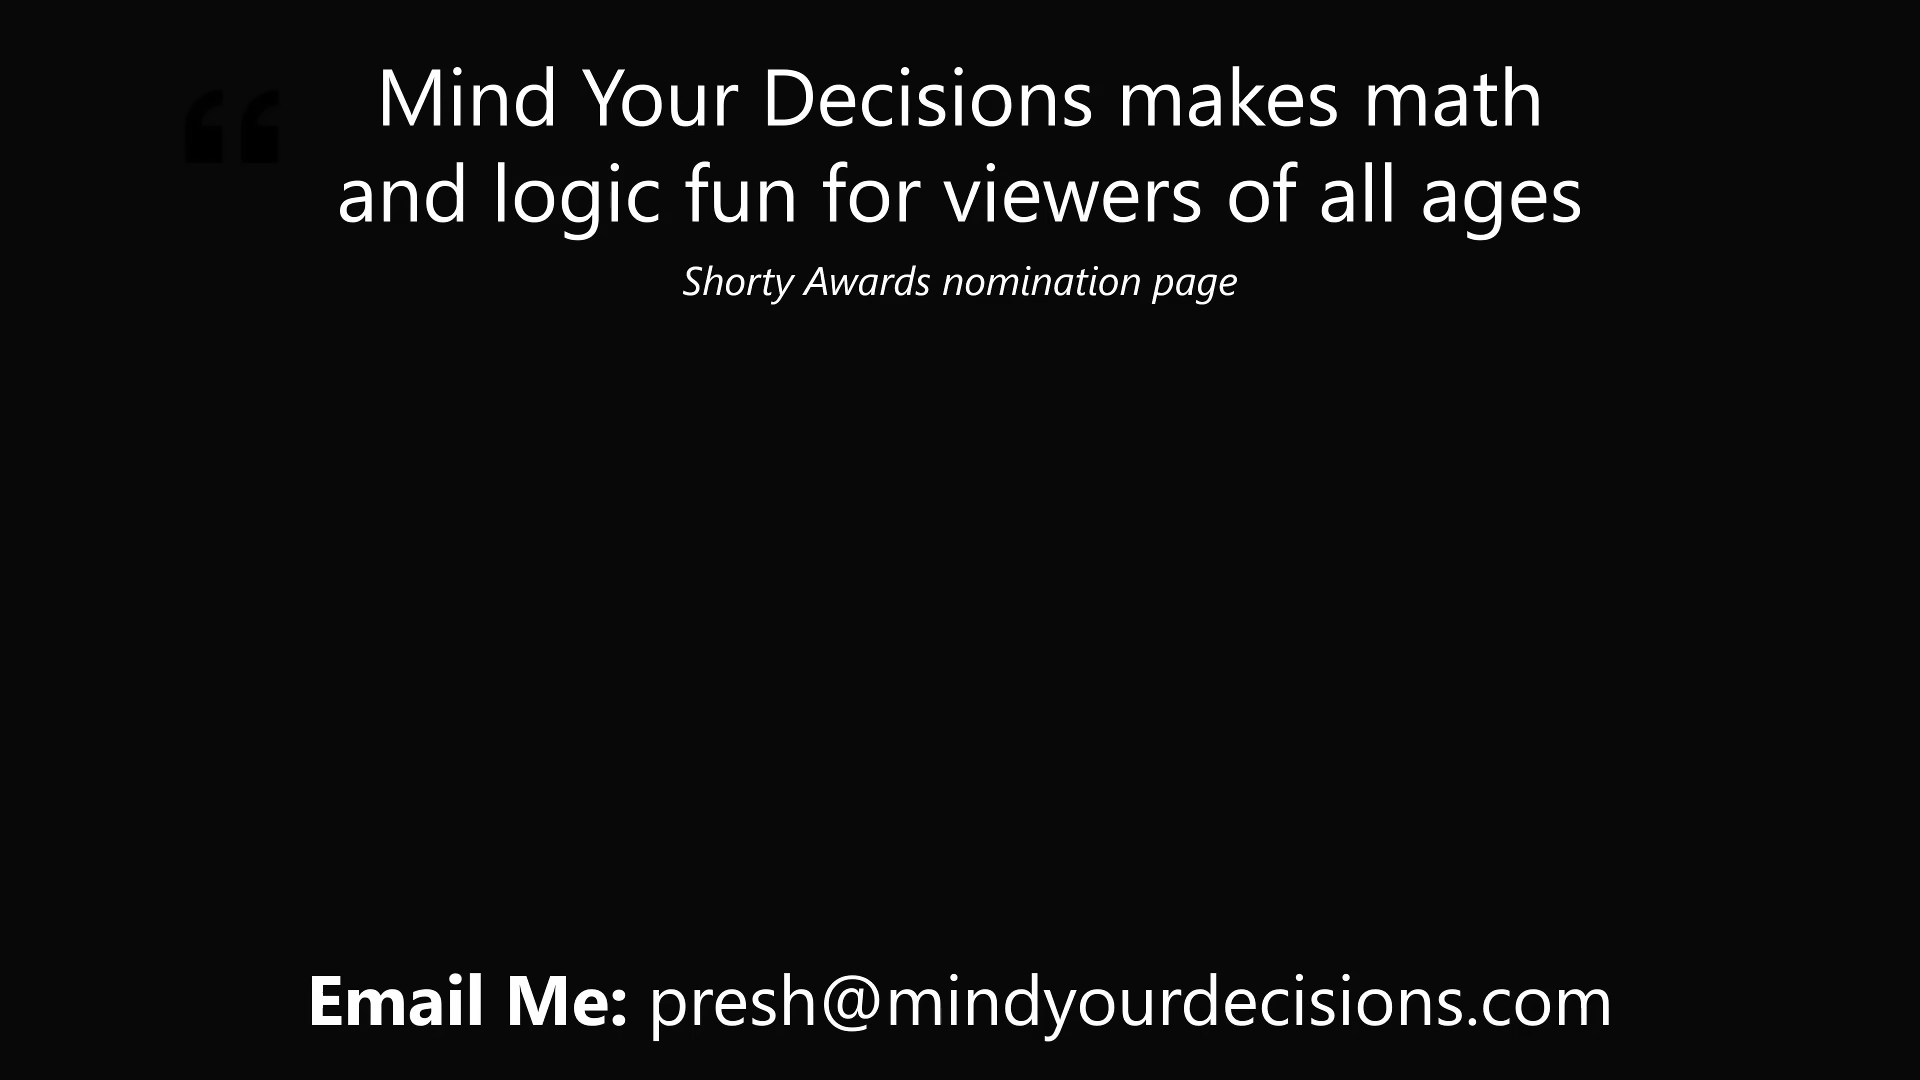 “
Mind Your Decisions makes math
and logic fun for viewers of all ages
Shorty Awards nomination page
Email Me: presh@mindyourdecisions.com